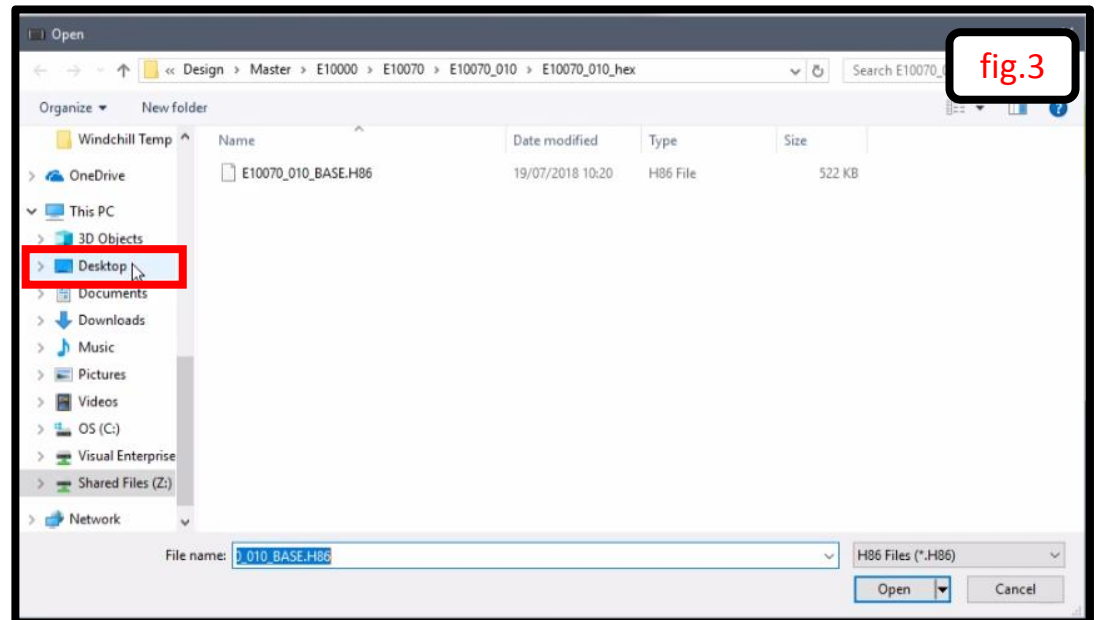 Open
fig.3
« Design > Master > E10000 > E10070 > E10070_010 > E10070_010_hex
Search E10070_
Organize New folder
Name Date modified Type Size
E10070_010_BASE.H86 19/07/2018 10:20 H86 File 522 KB
Windchill Temp
OneDrive
This PC
3D Objects
Desktop
Documents
Downloads
Music
Pictures
Videos
OS (C:)
Visual Enterprise
Shared Files (Z:)
Network
File name: 0_010_BASE.H86 H86 Files (*.H86)
Open Cancel